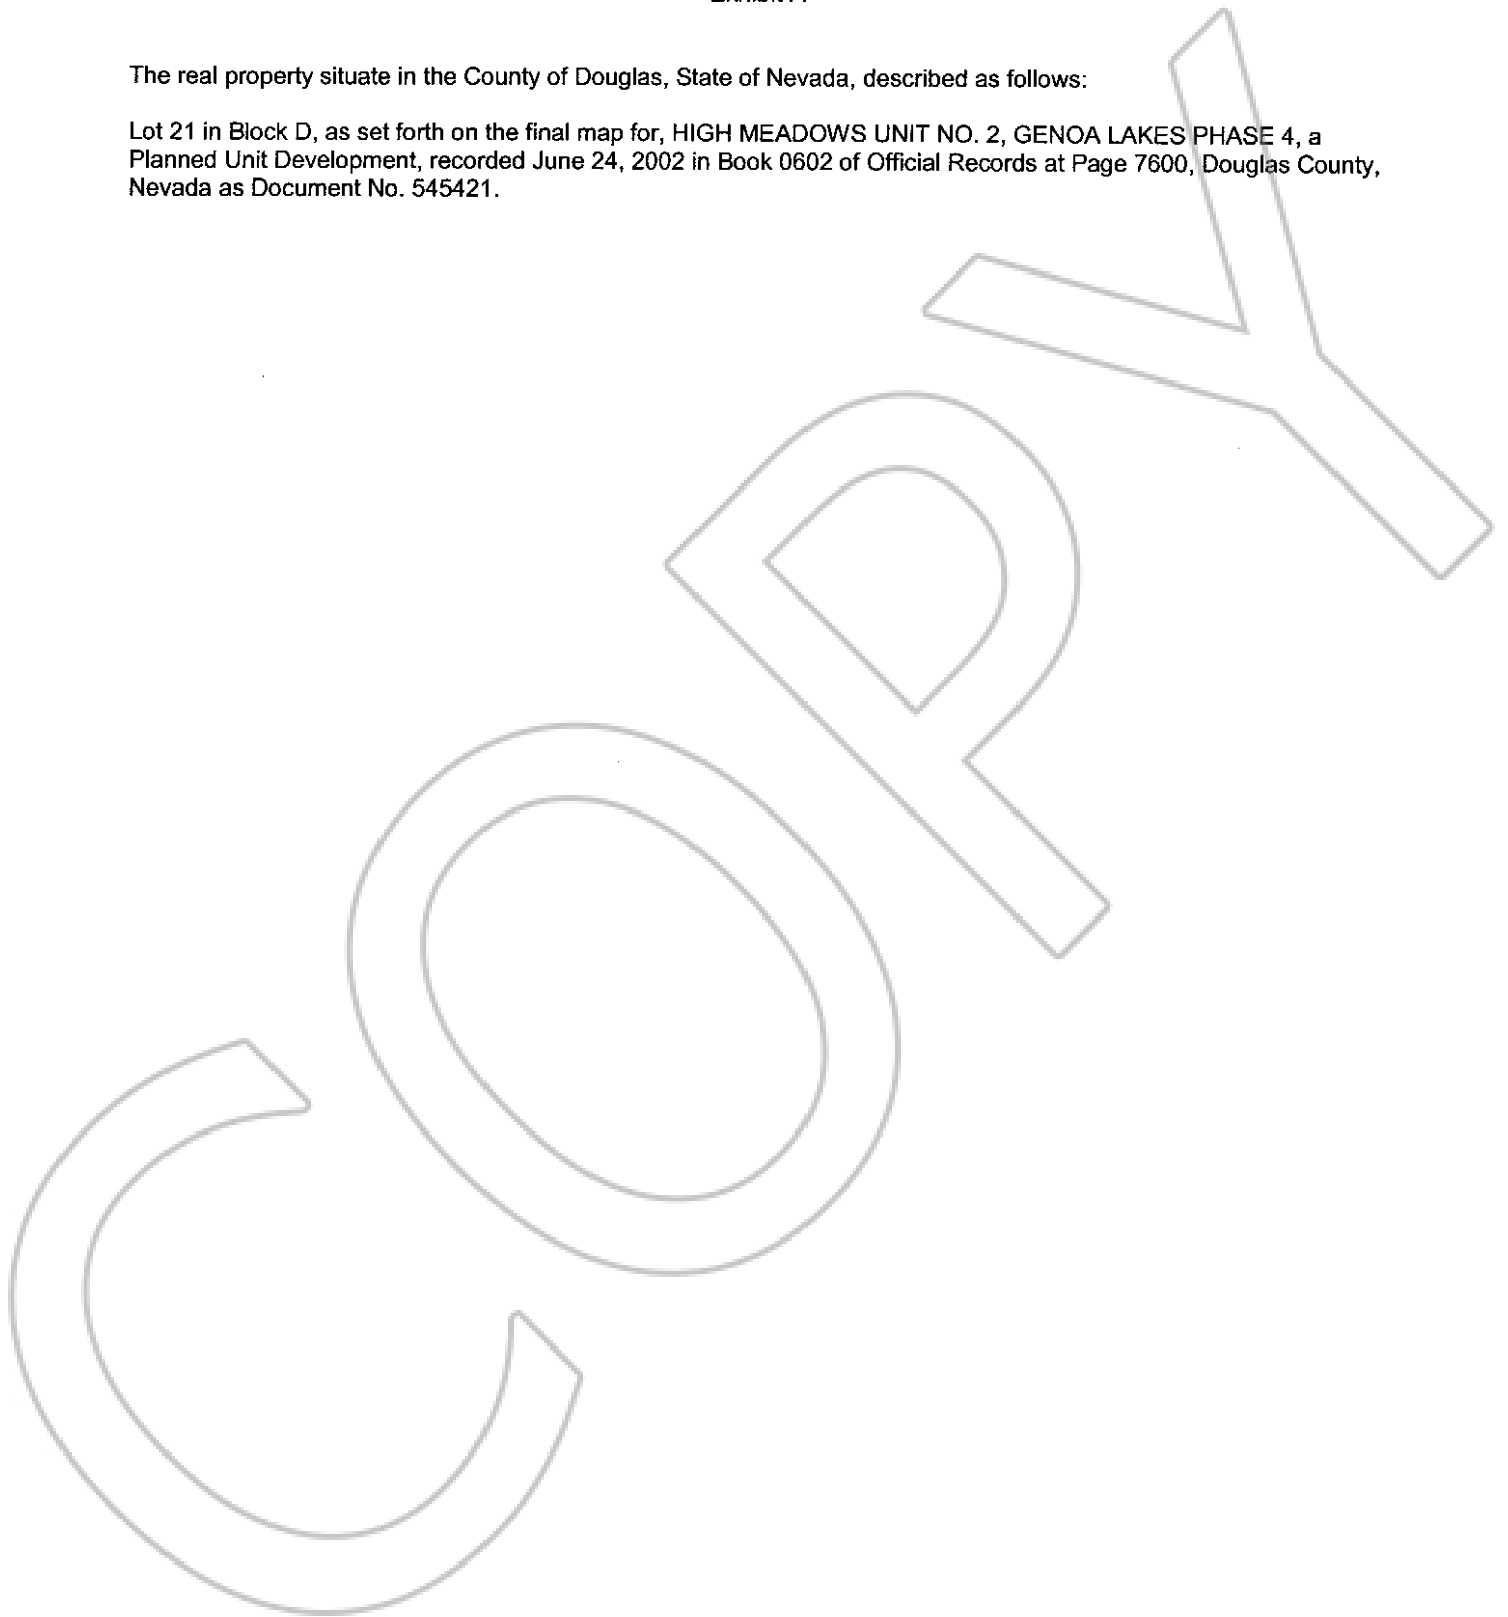 The real property situate in the County of Douglas, State of Nevada, described as follows:
Lot 21 in Block D, as set forth on the final map for, HIGH MEADOWS UNIT NO. 2, GENOA LAKES PHASE 4, a
Planned Unit Development, recorded June 24, 2002 in Book 0602 of Official Records at Page 7600, Douglas County,
Nevada as Document No. 545421.
COPY